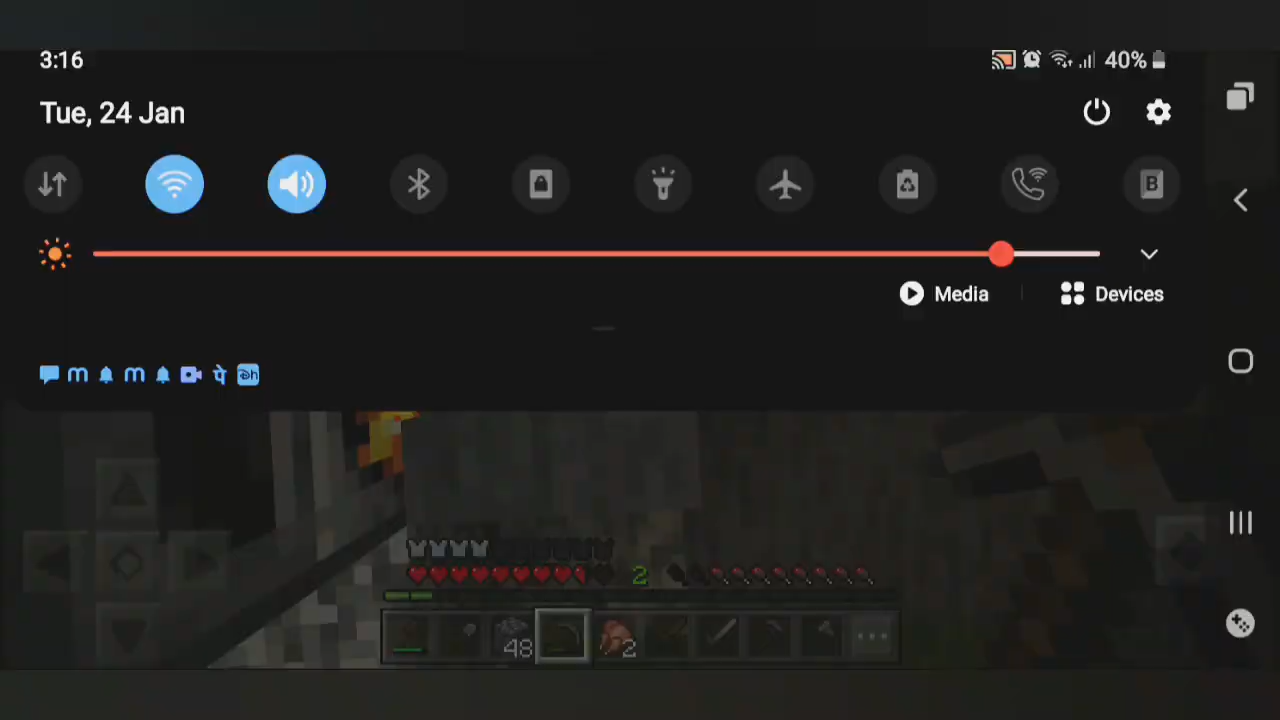 3:16 40%
Tue, 24 Jan
B
Media Devices
m m पे
2
48 2